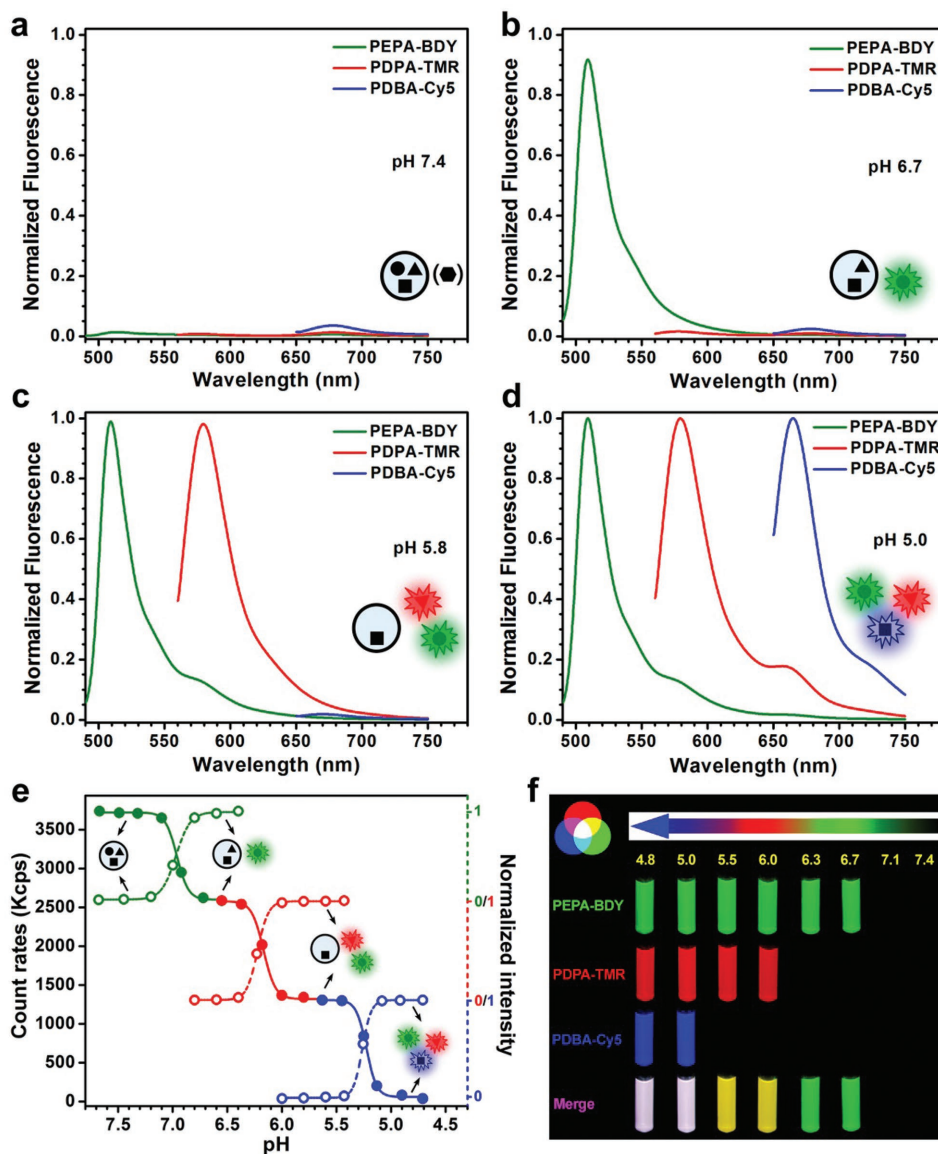 a
Normalized Fluorescence
1.0
0.8
0.6
0.4
0.2
0.0
PEPA-BDY
PDPA-TMR
PDBA-Cy5
pH 7.4
500 550 600 650 700 750
Wavelength (nm)
b
Normalized Fluorescence
1.0
0.8
0.6
0.4
0.2
0.0
PEPA-BDY
PDPA-TMR
PDBA-Cy5
pH 6.7
500 550 600 650 700 750
Wavelength (nm)
c
Normalized Fluorescence
1.0
0.8
0.6
0.4
0.2
0.0
PEPA-BDY
PDPA-TMR
PDBA-Cy5
pH 5.8
500 550 600 650 700 750
Wavelength (nm)
d
Normalized Fluorescence
1.0
0.8
0.6
0.4
0.2
0.0
PEPA-BDY
PDPA-TMR
PDBA-Cy5
pH 5.0
500 550 600 650 700 750
Wavelength (nm)
e
Count rates (Kcps)
3500
3000
2500
2000
1500
1000
500
0
7.5 7.0 6.5 6.0 5.5 5.0 4.5
pH
1
0/1
0/1
0
Normalized intensity
f
4.8 5.0 5.5 6.0 6.3 6.7 7.1 7.4
PEPA-BDY
PDPA-TMR
PDBA-Cy5
Merge